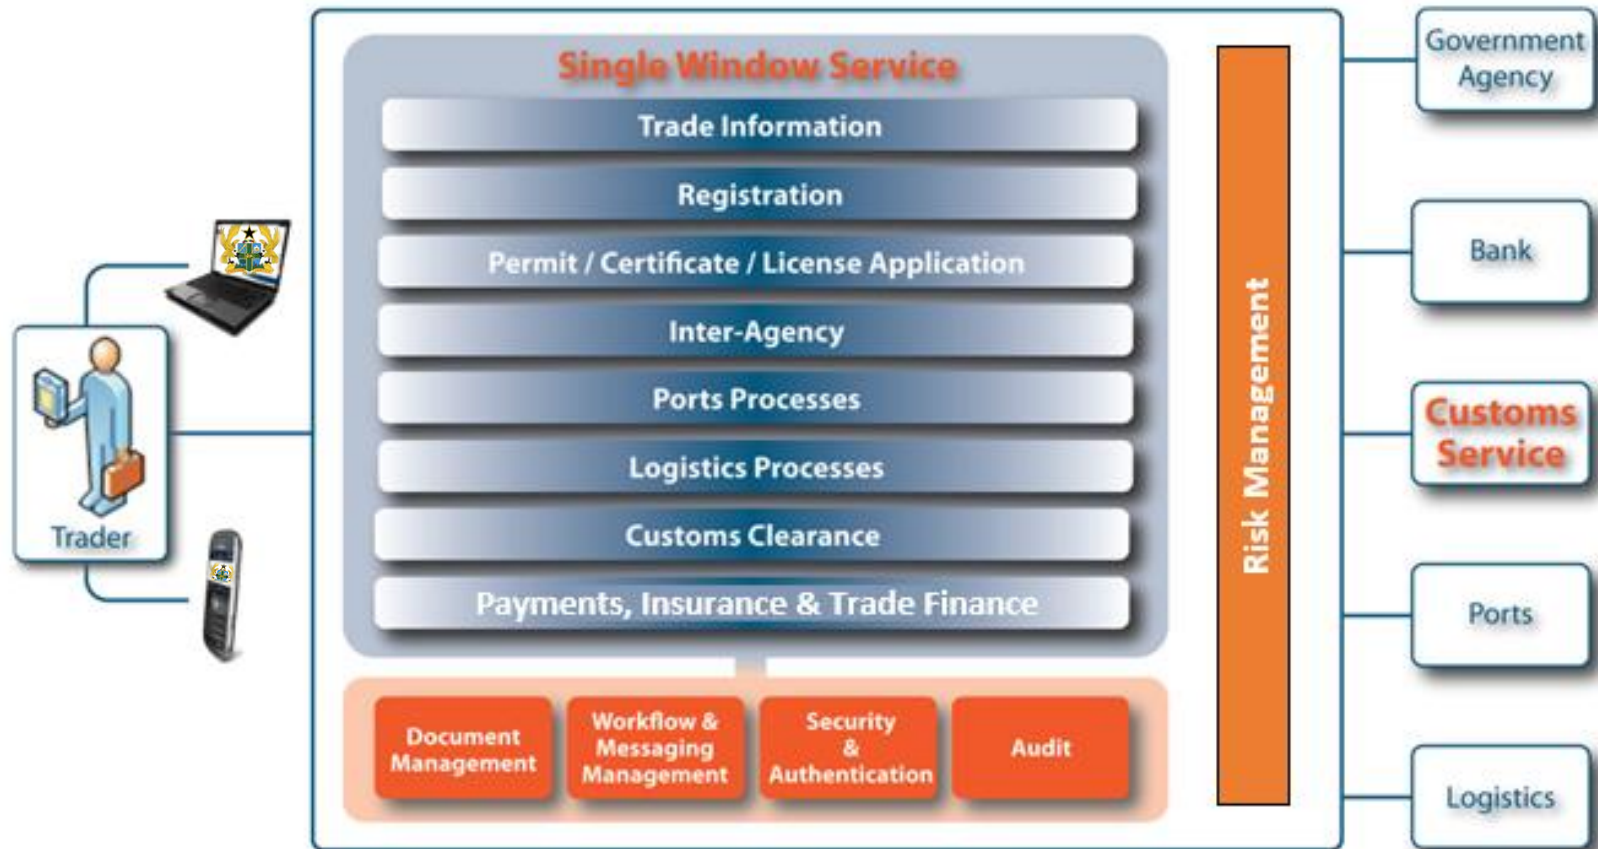 Single Window Service
Trade Information
Registration
Permit / Certificate / License Application
Inter-Agency
Ports Processes
Logistics Processes
Customs Clearance
Payments, Insurance & Trade Finance
Document
Management
Workflow &
Messaging
Management
Security
&
Authentication
Audit
Risk Management
Trader
Government
Agency
Bank
Customs
Service
Ports
Logistics